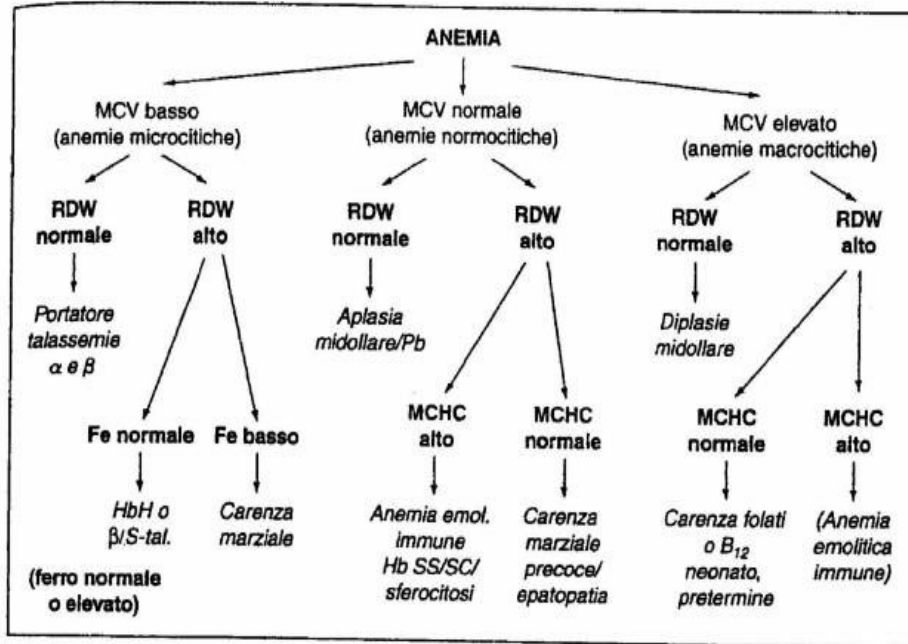 ANEMIA
MCV basso
(anemie microcitiche)
MCV normale
(anemie normocitiche)
MCV elevato
(anemie macrocitiche)
RDW
normale
RDW
alto
RDW
normale
RDW
alto
RDW
normale
RDW
alto
Portatore
talassemie
α e β
Aplasia
midollare/Pb
Diplasie
midollare
Fe normale
Fe basso
MCHC
alto
MCHC
normale
MCHC
normale
MCHC
alto
HbH o
β/S-tal.
Carenza
marziale
Anemia emol.
immune
Hb SS/SC/
sferocitosi
Carenza
marziale
precoce/
epatopatia
Carenza folati
o B₁₂
neonato,
pretermine
(Anemia
emolitica
immune)
(ferro normale
o elevato)